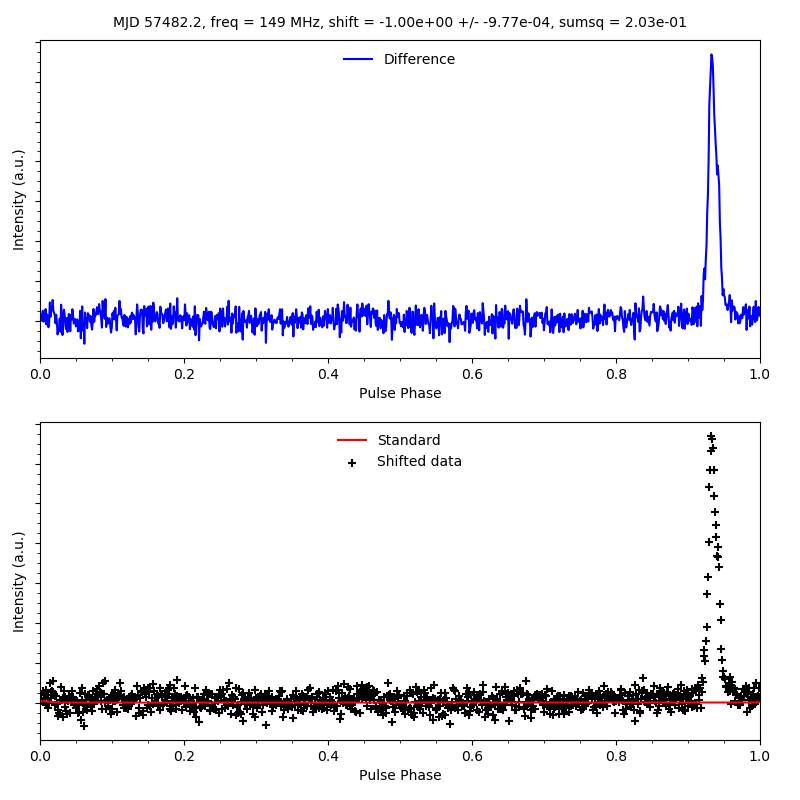 MJD 57482.2, freq = 149 MHz, shift = -1.00e+00 +/- -9.77e-04, sumsq = 2.03e-01
Difference
Intensity (a.u.)
0.0 0.2 0.4 0.6 0.8 1.0
Pulse Phase
Standard
Shifted data
Intensity (a.u.)
0.0 0.2 0.4 0.6 0.8 1.0
Pulse Phase